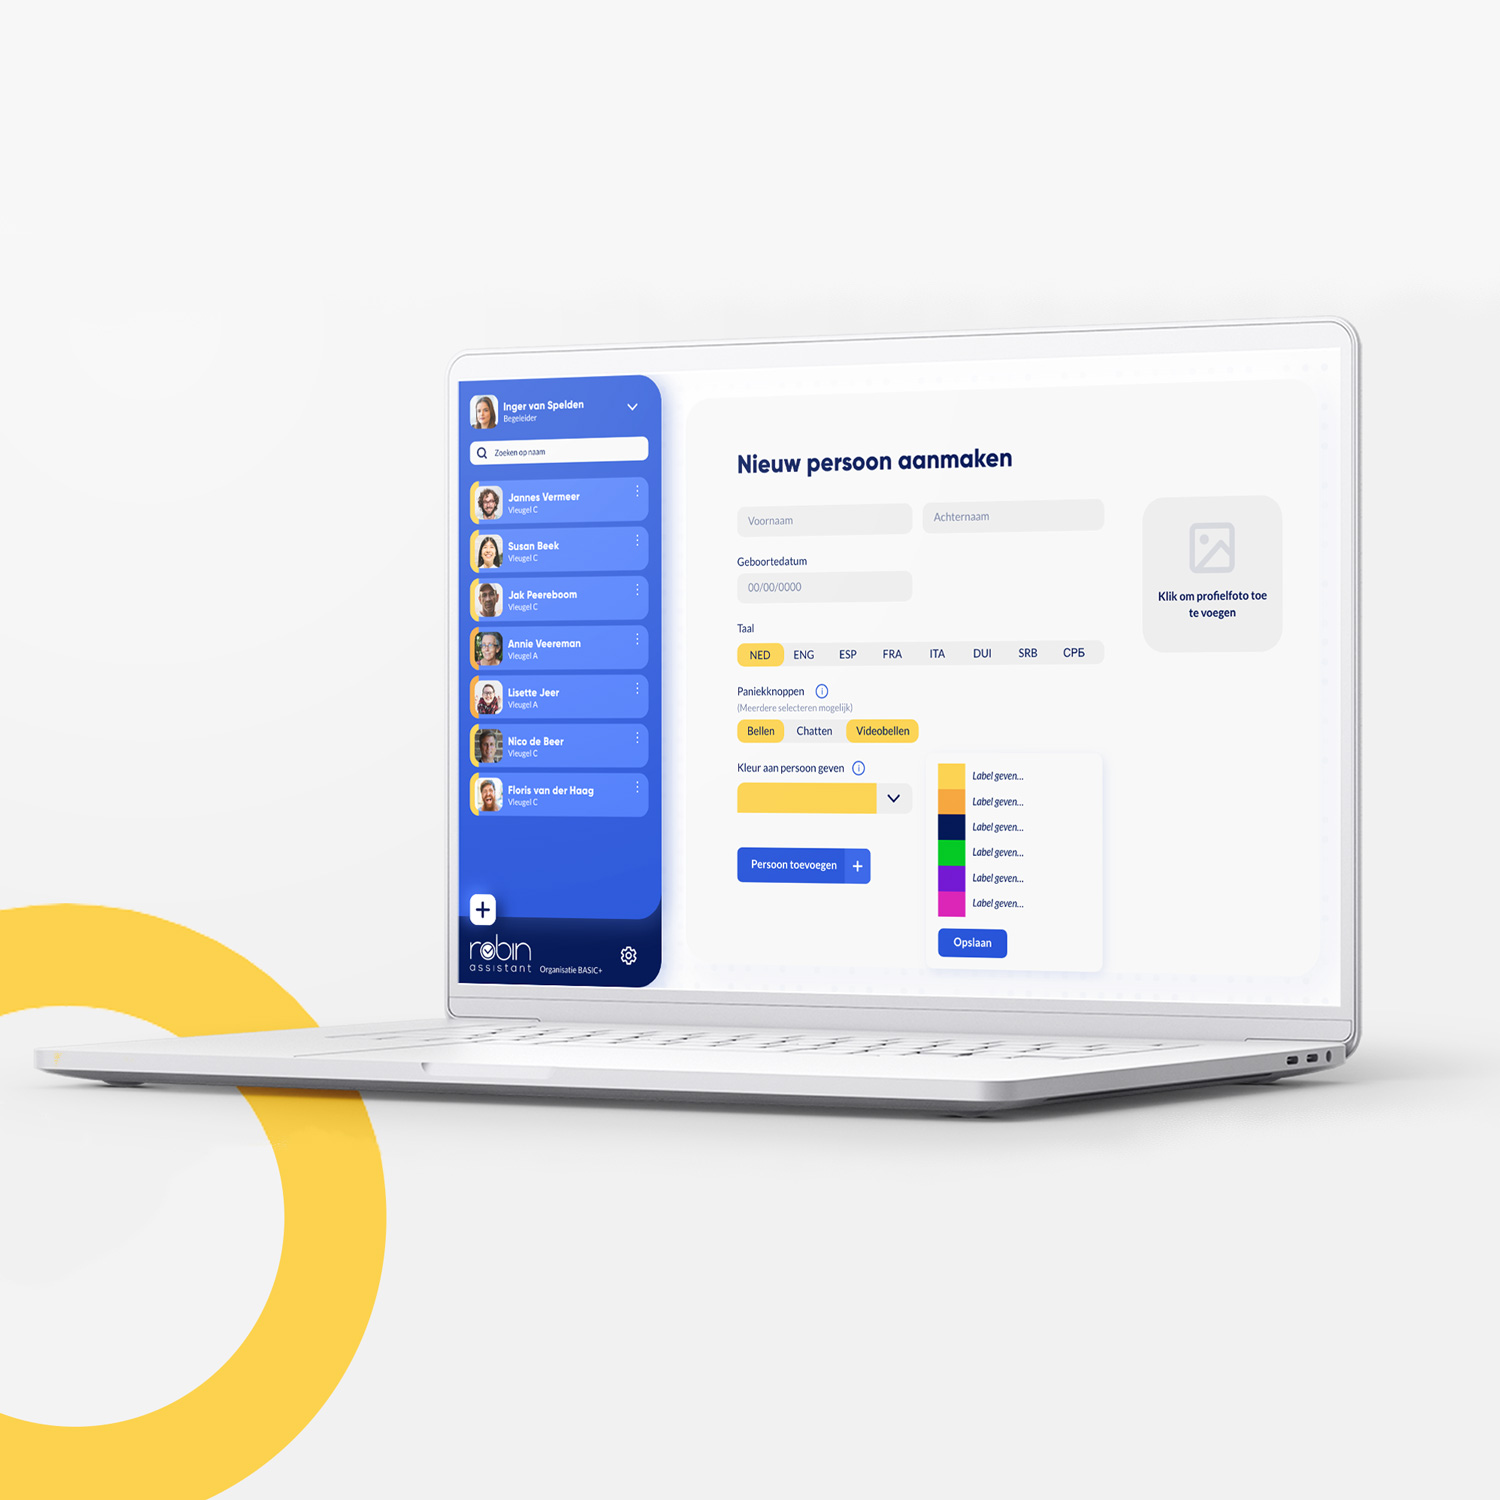 Inger van Spelden
Begeleider
Zoeken op naam
Jannes Vermeer
Vleugel C
Susan Beek
Vleugel C
Jak Peereboom
Vleugel C
Annie Veereman
Vleugel A
Lisette Jeer
Vleugel A
Nico de Beer
Vleugel C
Floris van der Haag
Vleugel C
robin
assistant Organisatie BASIC+
Nieuw persoon aanmaken
Voornaam Achternaam
Geboortedatum
00/00/0000
Klik om profielfoto toe
te voegen
Taal
NED ENG ESP FRA ITA DUI SRB СРБ
Paniekknoppen
(Meerdere selecteren mogelijk)
Bellen Chatten Videobellen
Kleur aan persoon geven
Persoon toevoegen +
Label geven...
Label geven...
Label geven...
Label geven...
Label geven...
Label geven...
Opslaan